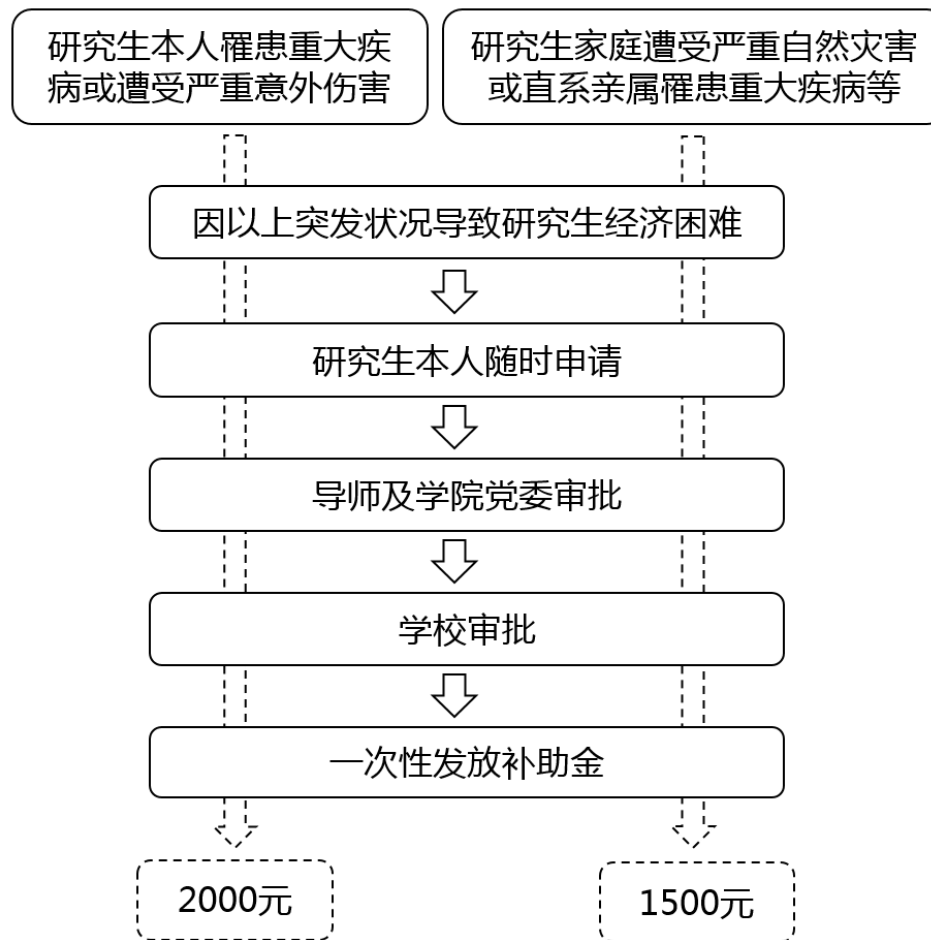 研究生本人罹患重大疾
病或遭受严重意外伤害
研究生家庭遭受严重自然灾害
或直系亲属罹患重大疾病等
因以上突发状况导致研究生经济困难
研究生本人随时申请
导师及学院党委审批
学校审批
一次性发放补助金
2000元
1500元